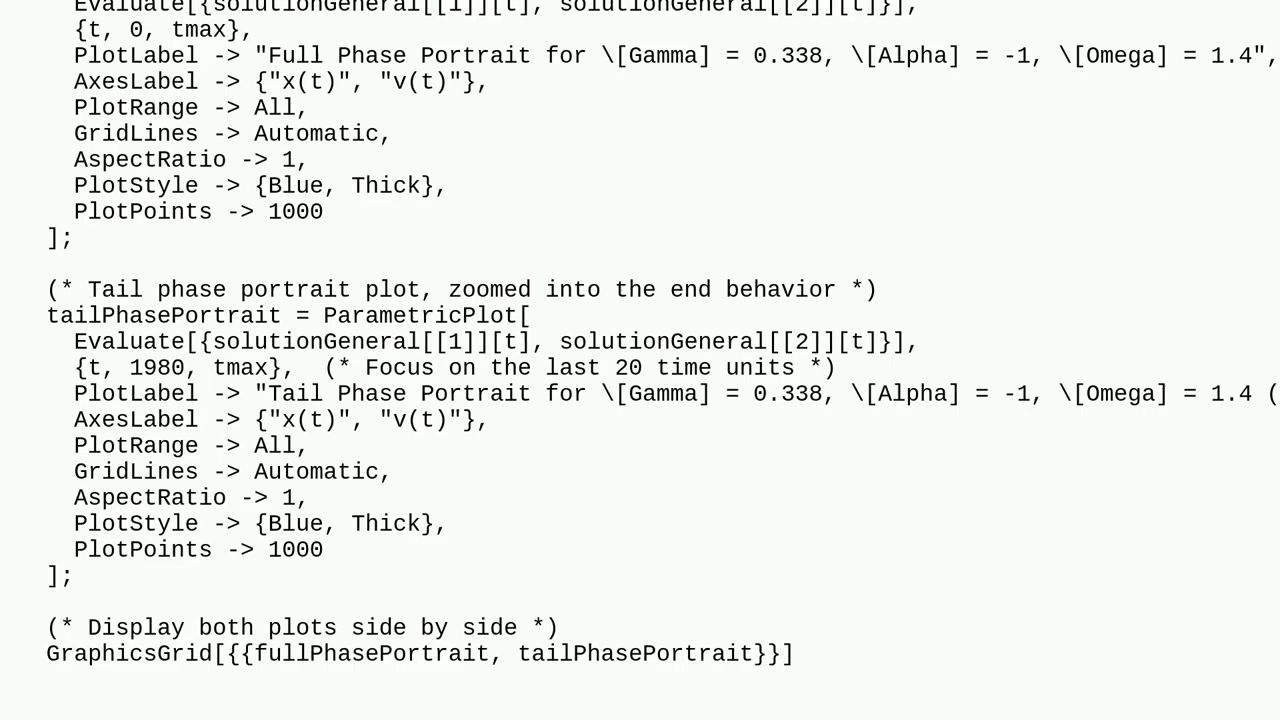 Evaluate[{solutionGeneral[[1]][t], solutionGeneral[[2]][t]}],
{t, 0, tmax},
PlotLabel -> "Full Phase Portrait for \[Gamma] = 0.338, \[Alpha] = -1, \[Omega] = 1.4",
AxesLabel -> {"x(t)", "v(t)"},
PlotRange -> All,
GridLines -> Automatic,
AspectRatio -> 1,
PlotStyle -> {Blue, Thick},
PlotPoints -> 1000
];
(* Tail phase portrait plot, zoomed into the end behavior *)
tailPhasePortrait = ParametricPlot[
Evaluate[{solutionGeneral[[1]][t], solutionGeneral[[2]][t]}],
{t, 1980, tmax},  (* Focus on the last 20 time units *)
PlotLabel -> "Tail Phase Portrait for \[Gamma] = 0.338, \[Alpha] = -1, \[Omega] = 1.4 (
AxesLabel -> {"x(t)", "v(t)"},
PlotRange -> All,
GridLines -> Automatic,
AspectRatio -> 1,
PlotStyle -> {Blue, Thick},
PlotPoints -> 1000
];
(* Display both plots side by side *)
GraphicsGrid[{{fullPhasePortrait, tailPhasePortrait}}]